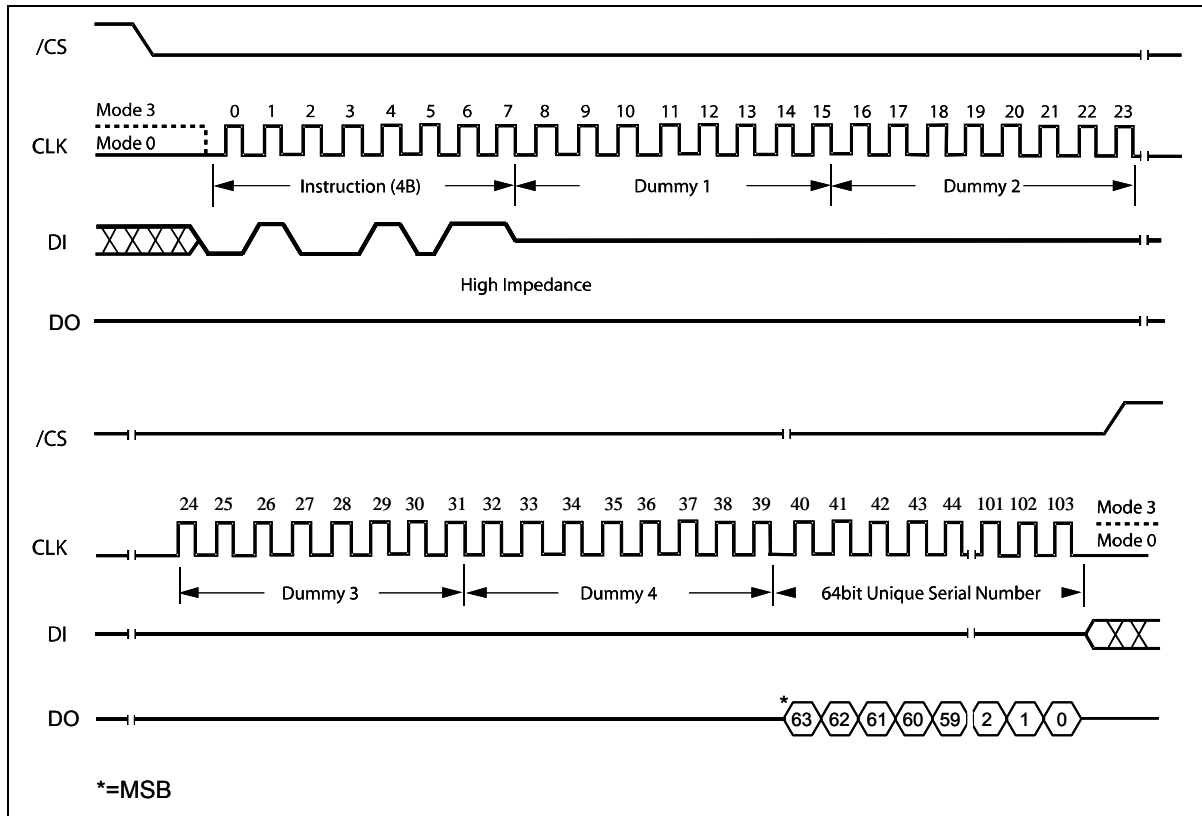 /CS
Mode 3
0 1 2 3 4 5 6 7 8 9 10 11 12 13 14 15 16 17 18 19 20 21 22 23
CLK
Mode 0
Instruction (4B) Dummy 1 Dummy 2
DI
High Impedance
DO
/CS
24 25 26 27 28 29 30 31 32 33 34 35 36 37 38 39 40 41 42 43 44 101 102 103
Mode 3
CLK
Mode 0
Dummy 3 Dummy 4 64bit Unique Serial Number
DI
*
DO
63 62 61 60 59 2 1 0
*=MSB